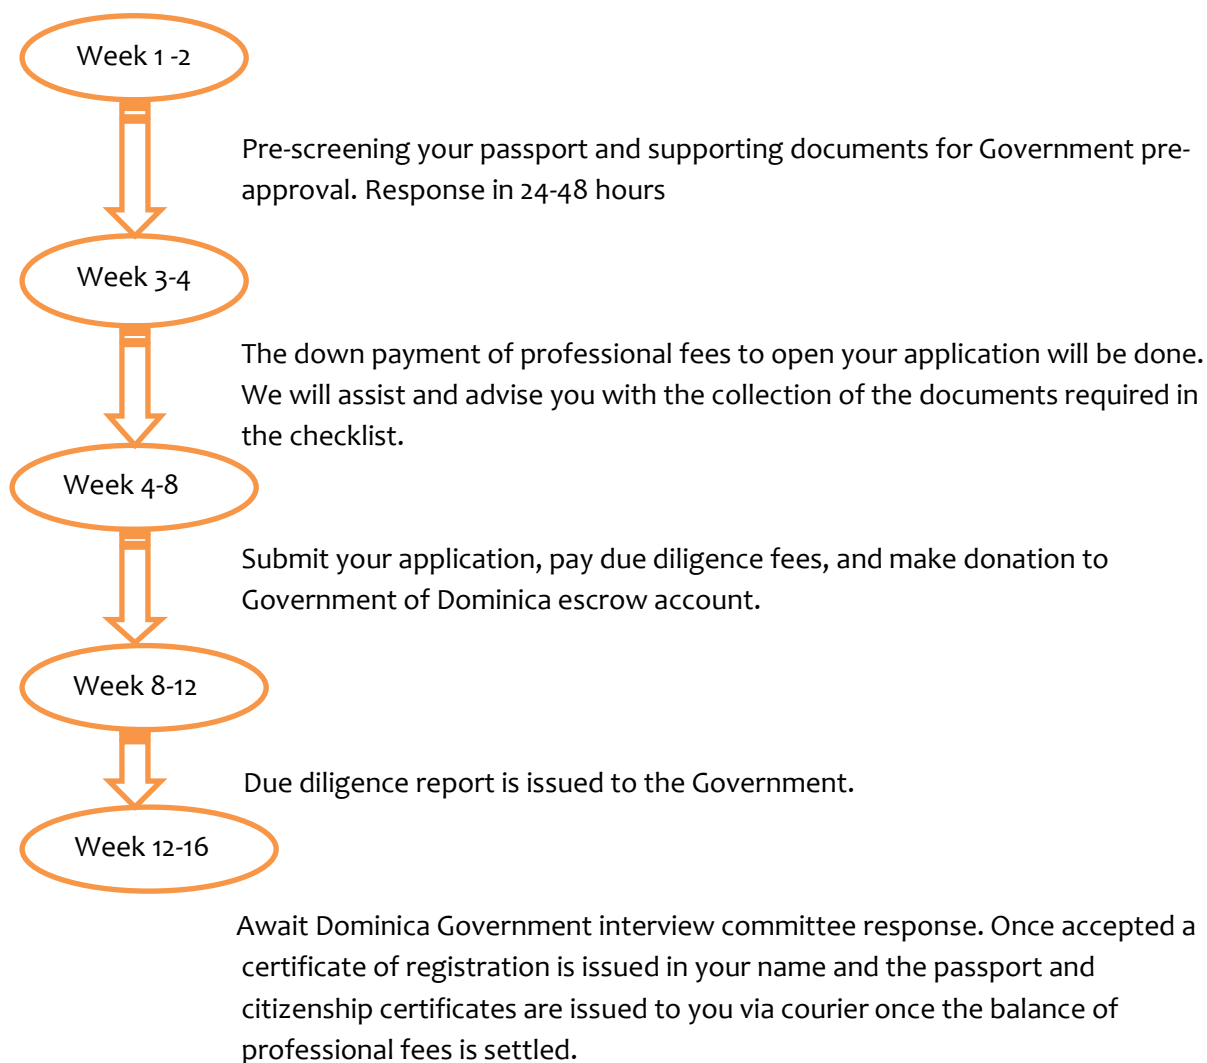 Week 1 -2
Pre-screening your passport and supporting documents for Government pre-
approval. Response in 24-48 hours
Week 3-4
The down payment of professional fees to open your application will be done.
We will assist and advise you with the collection of the documents required in
the checklist.
Week 4-8
Submit your application, pay due diligence fees, and make donation to
Government of Dominica escrow account.
Week 8-12
Due diligence report is issued to the Government.
Week 12-16
Await Dominica Government interview committee response. Once accepted a
certificate of registration is issued in your name and the passport and
citizenship certificates are issued to you via courier once the balance of
professional fees is settled.